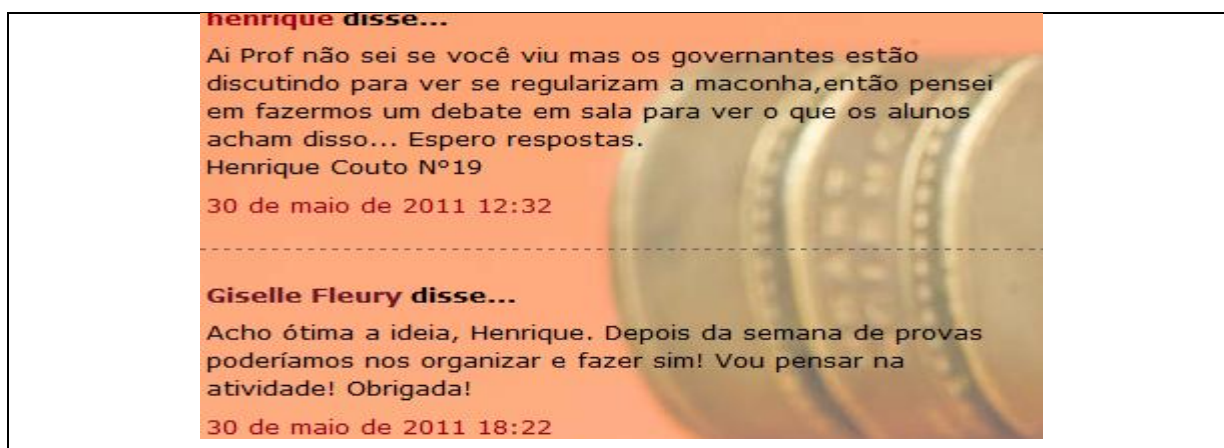 henrique disse...
Ai Prof não sei se você viu mas os governantes estão
discutindo para ver se regularizam a maconha,então pensei
em fazermos um debate em sala para ver o que os alunos
acham disso... Espero respostas.
Henrique Couto Nº19
30 de maio de 2011 12:32
Giselle Fleury disse...
Acho ótima a ideia, Henrique. Depois da semana de provas
poderíamos nos organizar e fazer sim! Vou pensar na
atividade! Obrigada!
30 de maio de 2011 18:22